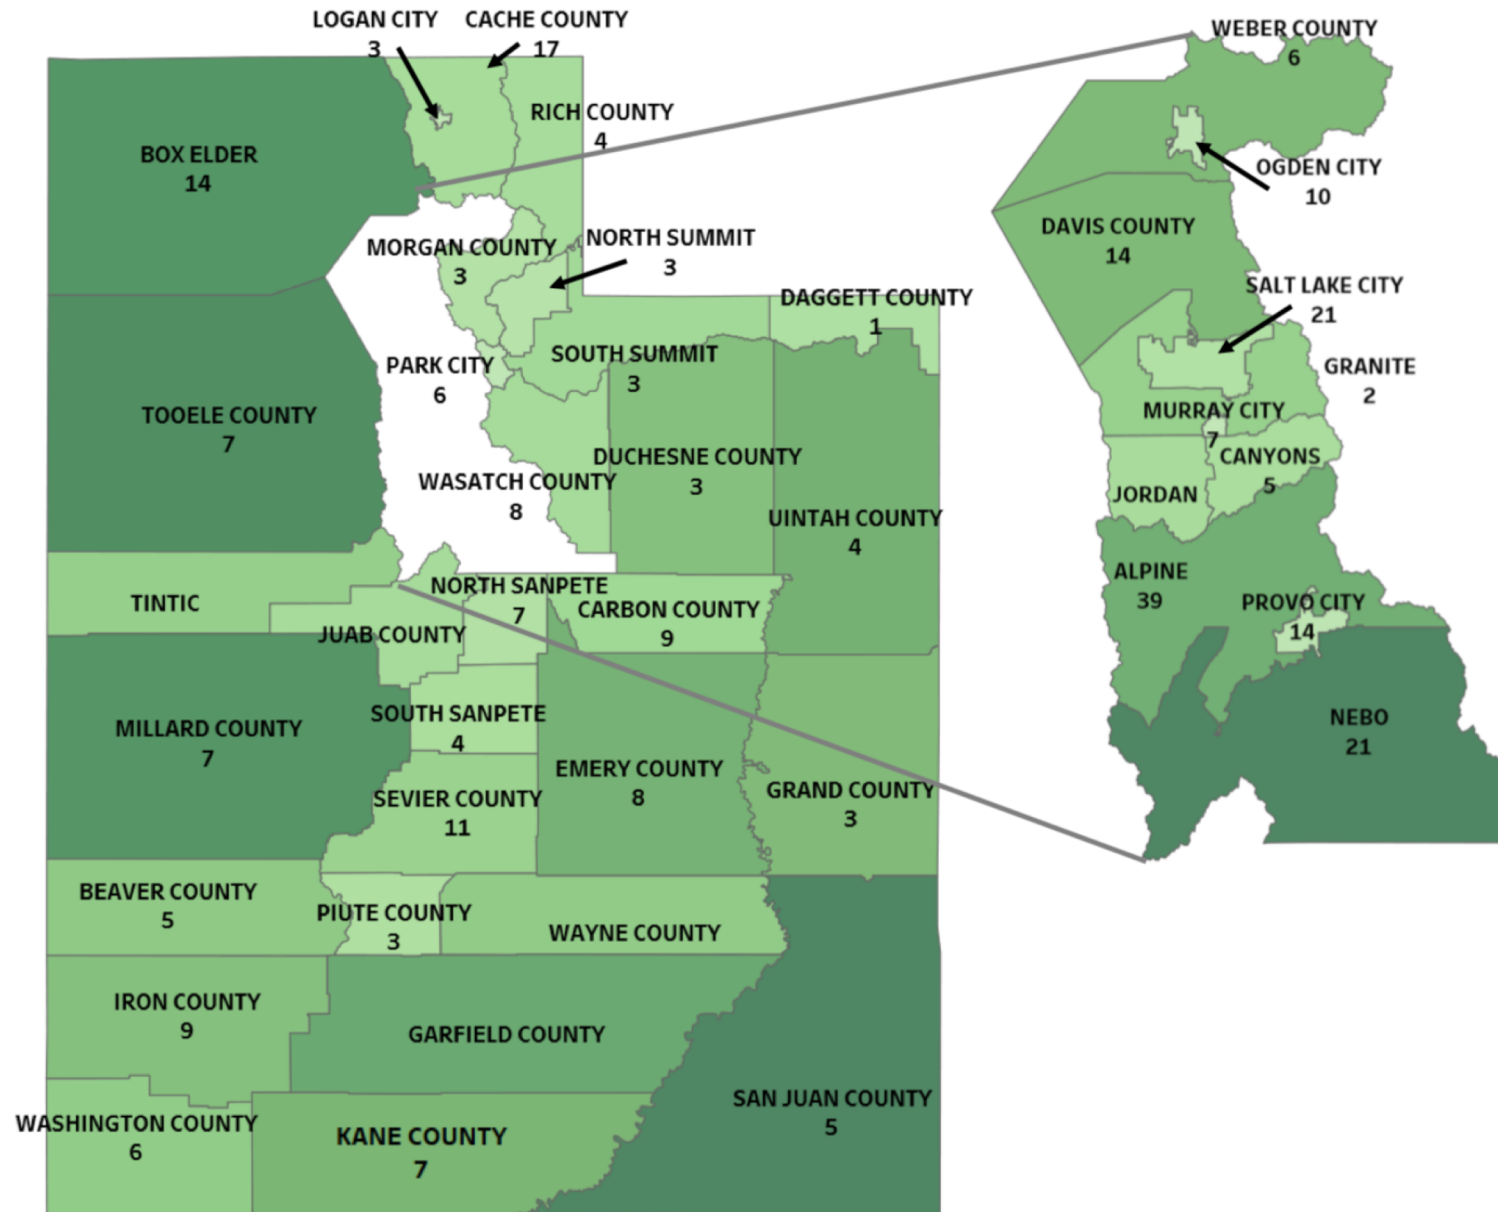 LOGAN CITY
3
CACHE COUNTY
17
RICH COUNTY
4
BOX ELDER
14
MORGAN COUNTY
3
NORTH SUMMIT
3
DAGGETT COUNTY
1
PARK CITY
6
SOUTH SUMMIT
3
TOOELE COUNTY
7
DUCHESNE COUNTY
3
WASATCH COUNTY
8
UINTAH COUNTY
4
TINTIC
JUAB COUNTY
NORTH SANPETE
7
CARBON COUNTY
9
MILLARD COUNTY
7
SOUTH SANPETE
4
SEVIER COUNTY
11
EMERY COUNTY
8
GRAND COUNTY
3
BEAVER COUNTY
5
PIUTE COUNTY
3
WAYNE COUNTY
IRON COUNTY
9
GARFIELD COUNTY
WASHINGTON COUNTY
6
KANE COUNTY
7
SAN JUAN COUNTY
5
WEBER COUNTY
6
OGDEN CITY
10
DAVIS COUNTY
14
SALT LAKE CITY
21
GRANITE
2
MURRAY CITY
7
CANYONS
5
JORDAN
ALPINE
39
PROVO CITY
14
NEBO
21